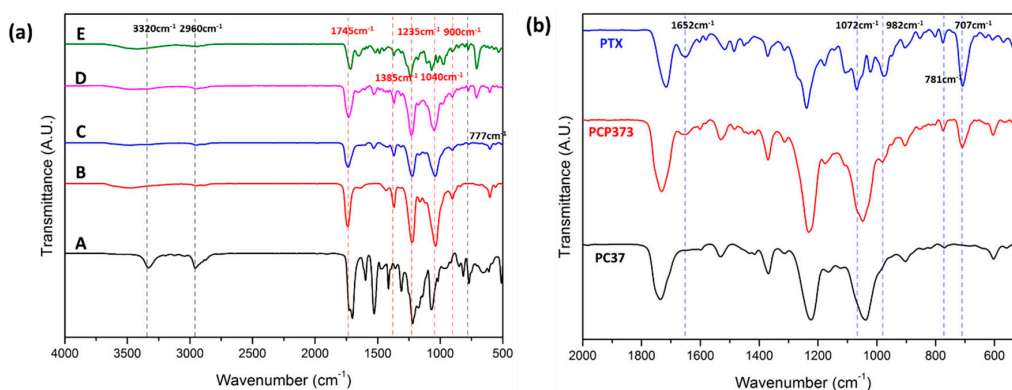 (a)
3320cm-1 2960cm-1 1745cm-1 1235cm-1 900cm-1
E
1385cm-1 1040cm-1
D
C
777cm-1
B
A
Transmittance (A.U.)
4000 3500 3000 2500 2000 1500 1000 500
Wavenumber (cm-1)
(b)
1652cm-1 1072cm-1 982cm-1 707cm-1
PTX
781cm-1
PCP373
PC37
Transmittance (A.U.)
2000 1800 1600 1400 1200 1000 800 600
Wavenumber (cm-1)